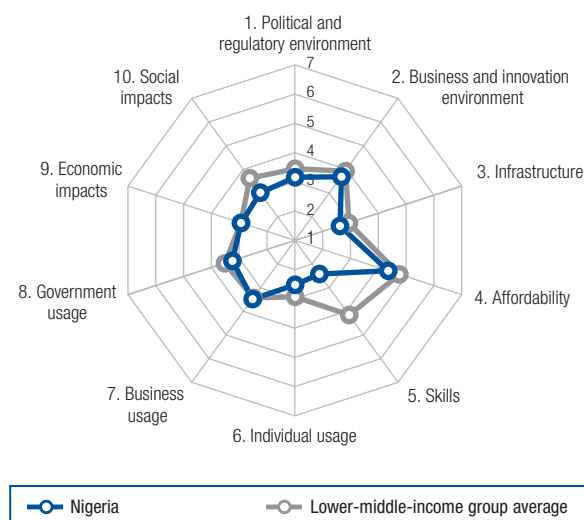 1. Political and
regulatory environment
2. Business and innovation
environment
3. Infrastructure
4. Affordability
5. Skills
6. Individual usage
7. Business
usage
8. Government
usage
9. Economic
impacts
10. Social
impacts
7
6
5
4
3
2
1
Nigeria
Lower-middle-income group average